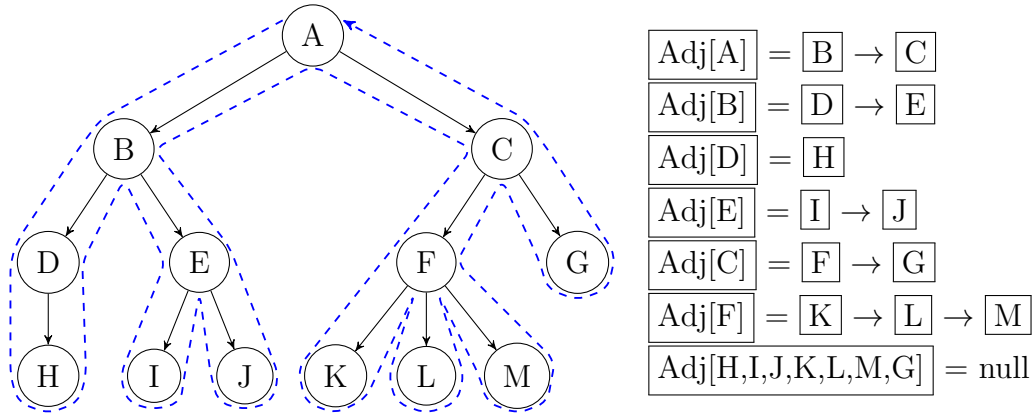 A
B C
D E F G
H I J K L M
Adj[A] = B → C
Adj[B] = D → E
Adj[D] = H
Adj[E] = I → J
Adj[C] = F → G
Adj[F] = K → L → M
Adj[H,I,J,K,L,M,G] = null